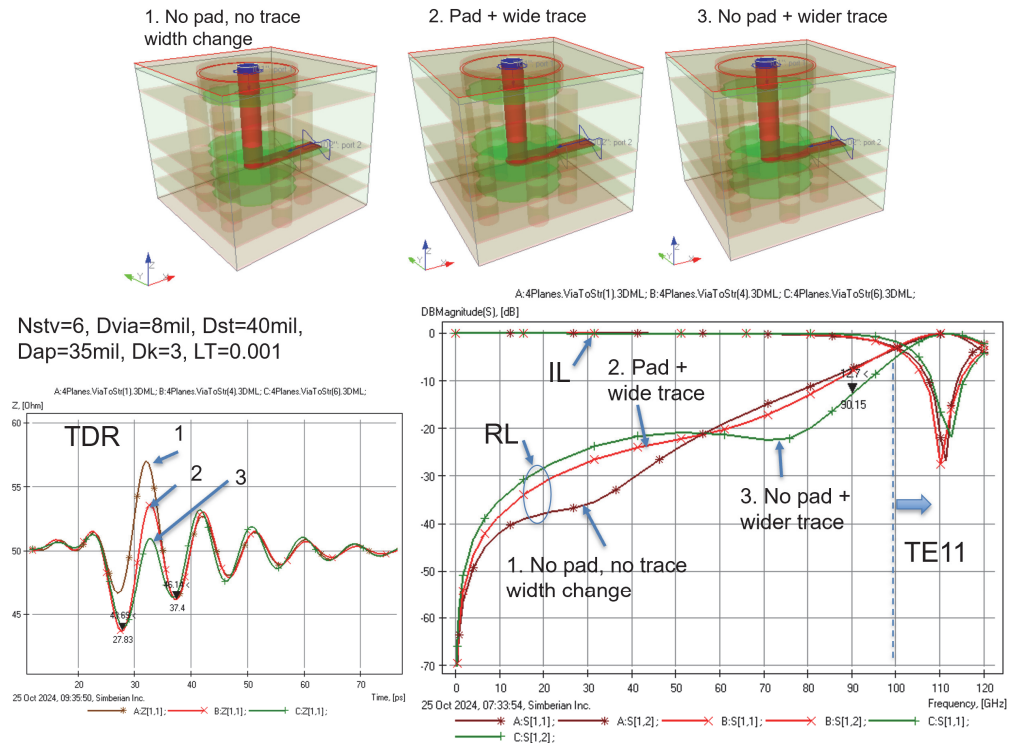 1. No pad, no trace
width change
2. Pad + wide trace
3. No pad + wider trace
port 2
port 2
port 2
Z
Y
X
Z
Y
X
Z
Y
X
Nstv=6, Dvia=8mil, Dst=40mil,
Dap=35mil, Dk=3, LT=0.001
A:4Planes.ViaToStr(1).3DML; B:4Planes.ViaToStr(4).3DML; C:4Planes.ViaToStr(6).3DML;
Z, [Ohm]
60
55
50
45
TDR
1
2
3
27.83
37.4
20
30
40
50
60
70
25 Oct 2024, 09:35:50, Simberian Inc.
Time, [ps]
A:Z[1,1]; B:Z[1,1]; C:Z[1,1];
A:4Planes.ViaToStr(1).3DML; B:4Planes.ViaToStr(4).3DML; C:4Planes.ViaToStr(6).3DML;
DBMagnitude(S), [dB]
0
-10
-20
-30
-40
-50
-60
-70
IL
2. Pad +
wide trace
RL
90.15
3. No pad +
wider trace
1. No pad, no trace
width change
TE11
0
10
20
30
40
50
60
70
80
90
100
110
120
25 Oct 2024, 07:33:54, Simberian Inc.
Frequency, [GHz]
A:S[1,1]; A:S[1,2]; B:S[1,1]; B:S[1,2]; C:S[1,1];
C:S[1,2];